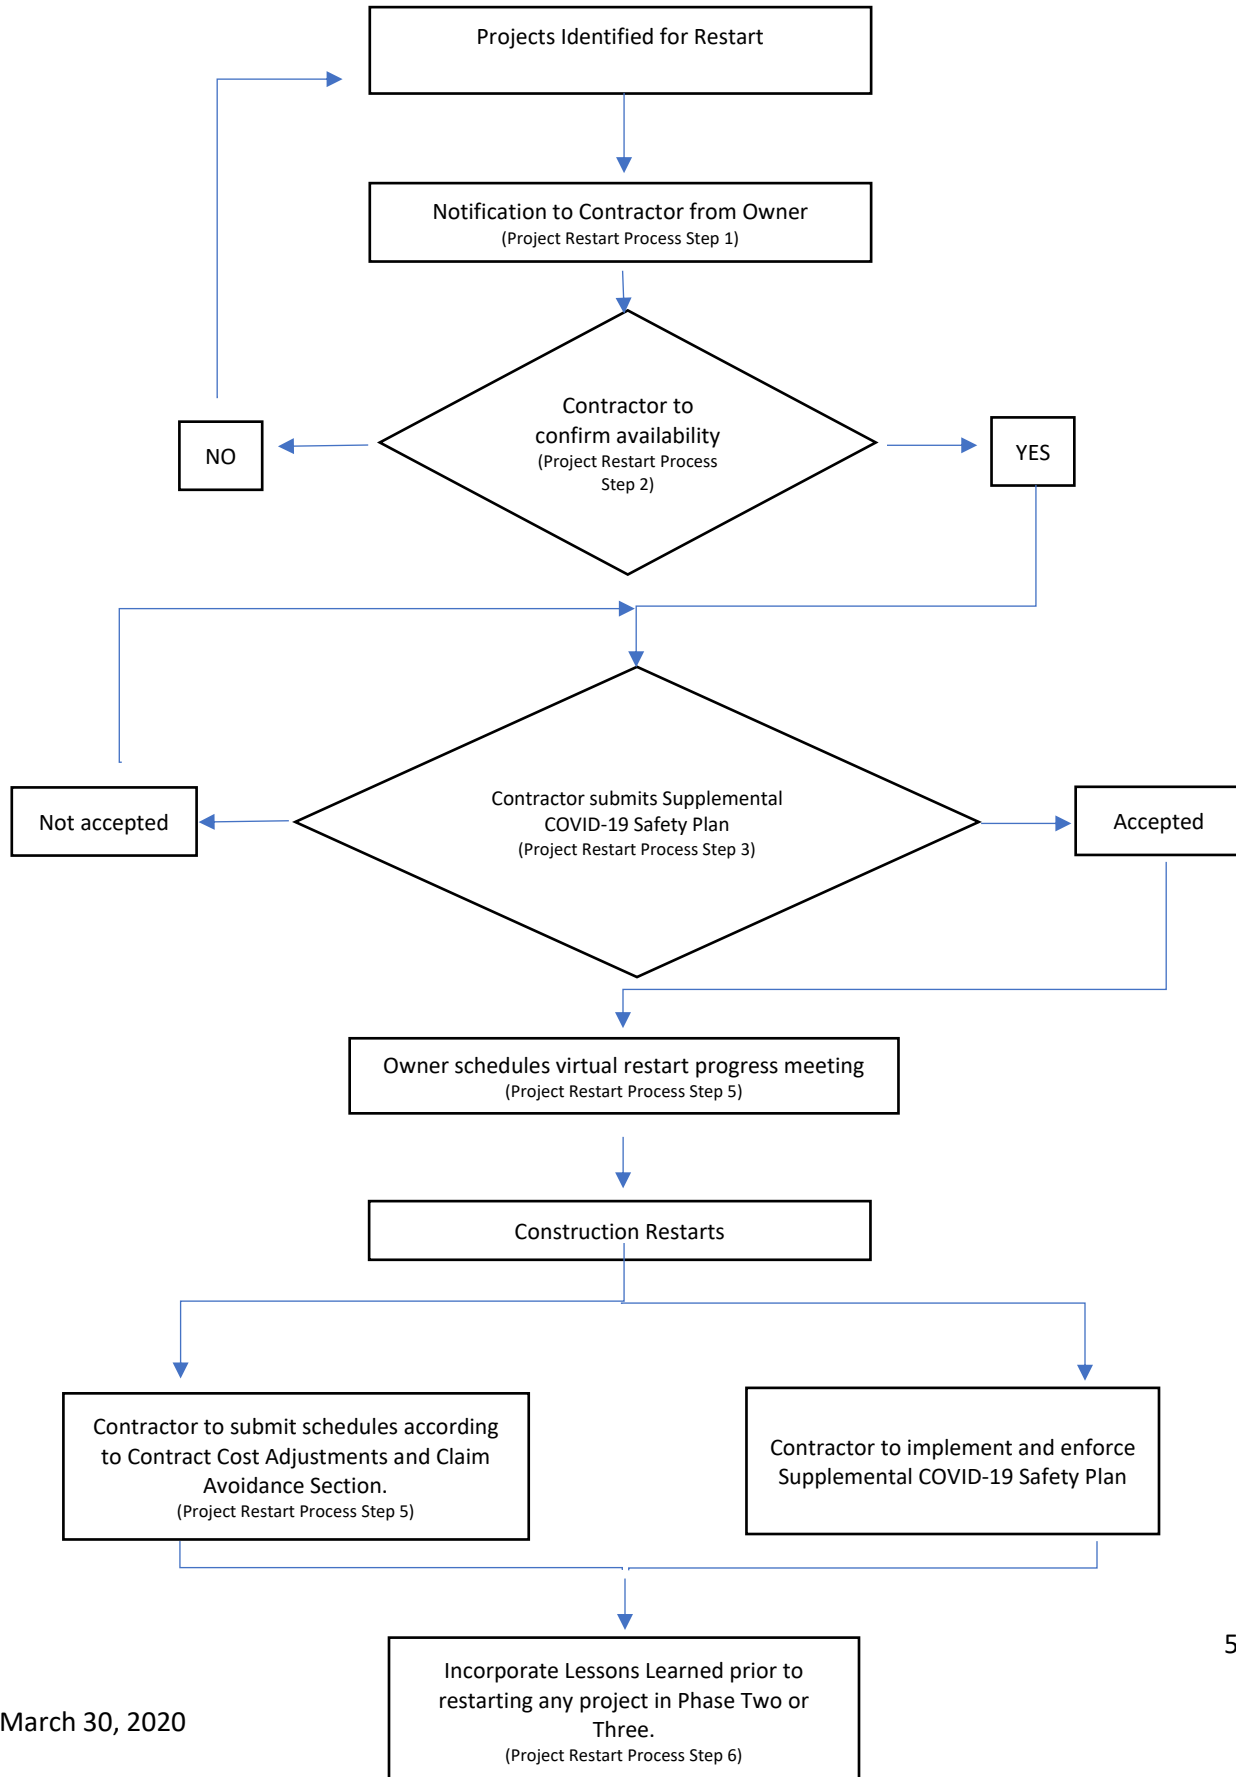 Projects Identified for Restart
Notification to Contractor from Owner
(Project Restart Process Step 1)
Contractor to
confirm availability
(Project Restart Process
Step 2)
NO
YES
Contractor submits Supplemental
COVID-19 Safety Plan
(Project Restart Process Step 3)
Not accepted
Accepted
Owner schedules virtual restart progress meeting
(Project Restart Process Step 5)
Construction Restarts
Contractor to submit schedules according
to Contract Cost Adjustments and Claim
Avoidance Section.
(Project Restart Process Step 5)
Contractor to implement and enforce
Supplemental COVID-19 Safety Plan
Incorporate Lessons Learned prior to
restarting any project in Phase Two or
Three.
(Project Restart Process Step 6)
5
March 30, 2020